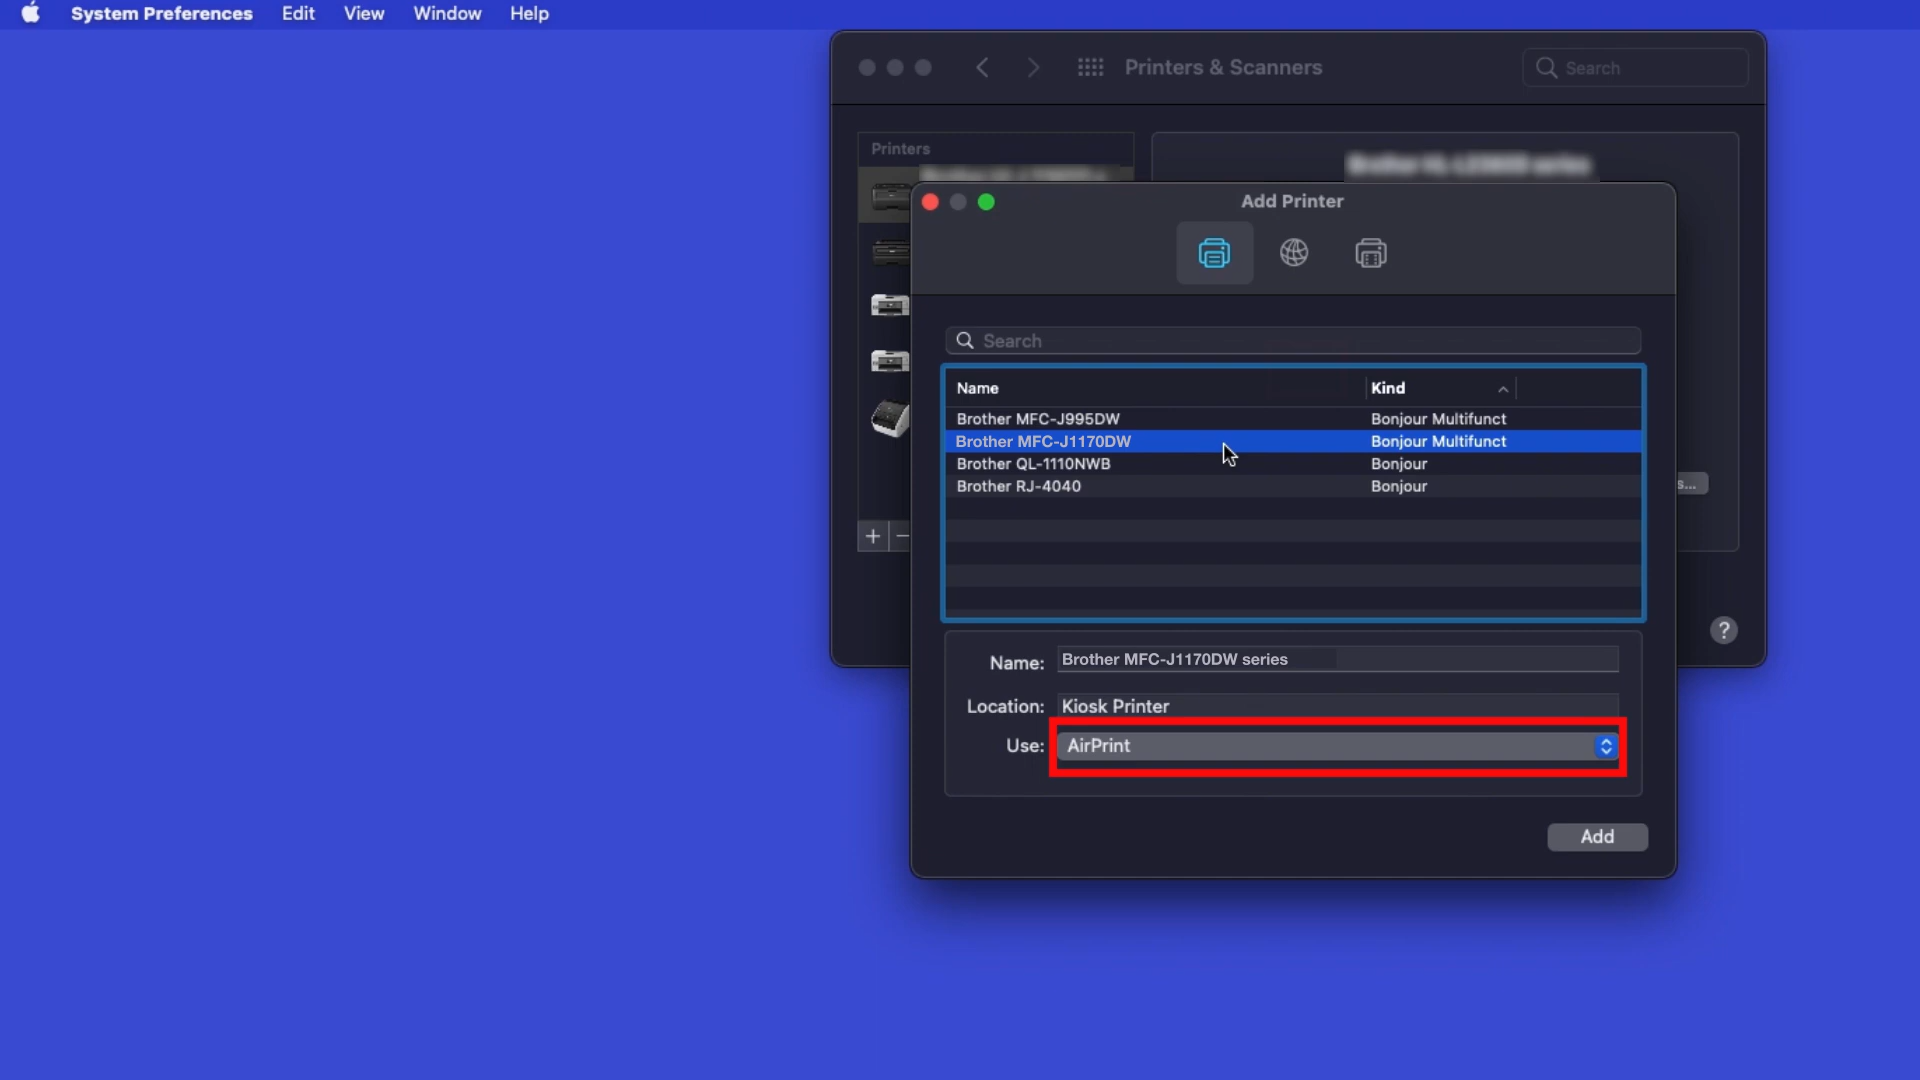 System Preferences Edit View Window Help
Printers & Scanners
Search
Printers
Add Printer
Search
Name Kind
Brother MFC-J995DW Bonjour Multifunct
Brother MFC-J1170DW Bonjour Multifunct
Brother QL-1110NWB Bonjour
Brother RJ-4040 Bonjour
s...
+ −
?
Name: Brother MFC-J1170DW series
Location: Kiosk Printer
Use: AirPrint
Add